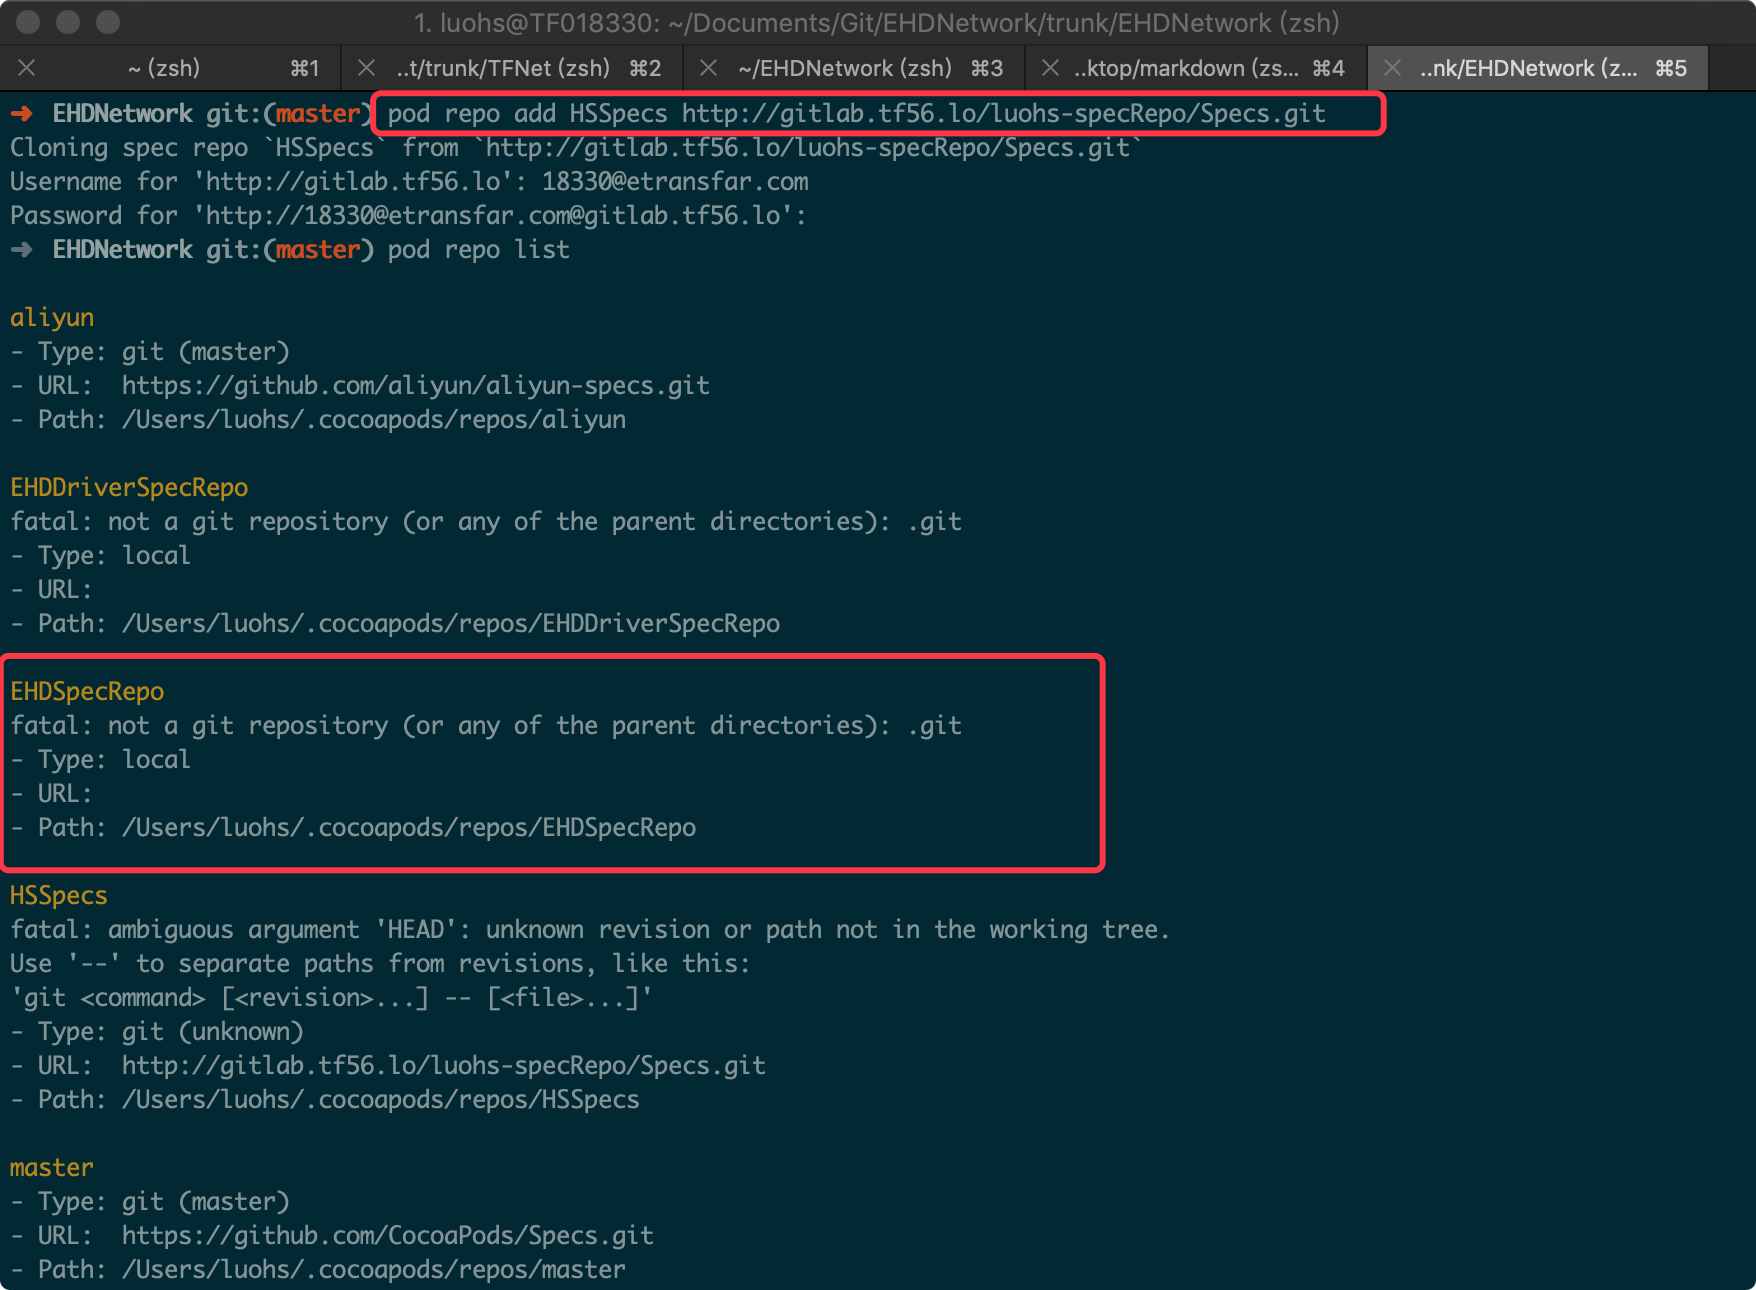 1. luohs@TF018330: ~/Documents/Git/EHDNetwork/trunk/EHDNetwork (zsh)
~ (zsh) ⌘1 ..t/trunk/TFNet (zsh) ⌘2 ~/EHDNetwork (zsh) ⌘3 ..ktop/markdown (zs... ⌘4 ..nk/EHDNetwork (z... ⌘5
➜ EHDNetwork git:(master) pod repo add HSSpecs http://gitlab.tf56.lo/luohs-specRepo/Specs.git
Cloning spec repo `HSSpecs` from `http://gitlab.tf56.lo/luohs-specRepo/Specs.git`
Username for 'http://gitlab.tf56.lo': 18330@etransfar.com
Password for 'http://18330@etransfar.com@gitlab.tf56.lo':
➜ EHDNetwork git:(master) pod repo list
aliyun
- Type: git (master)
- URL:  https://github.com/aliyun/aliyun-specs.git
- Path: /Users/luohs/.cocoapods/repos/aliyun
EHDDriverSpecRepo
fatal: not a git repository (or any of the parent directories): .git
- Type: local
- URL:
- Path: /Users/luohs/.cocoapods/repos/EHDDriverSpecRepo
EHDSpecRepo
fatal: not a git repository (or any of the parent directories): .git
- Type: local
- URL:
- Path: /Users/luohs/.cocoapods/repos/EHDSpecRepo
HSSpecs
fatal: ambiguous argument 'HEAD': unknown revision or path not in the working tree.
Use '--' to separate paths from revisions, like this:
'git <command> [<revision>...] -- [<file>...]'
- Type: git (unknown)
- URL:  http://gitlab.tf56.lo/luohs-specRepo/Specs.git
- Path: /Users/luohs/.cocoapods/repos/HSSpecs
master
- Type: git (master)
- URL:  https://github.com/CocoaPods/Specs.git
- Path: /Users/luohs/.cocoapods/repos/master